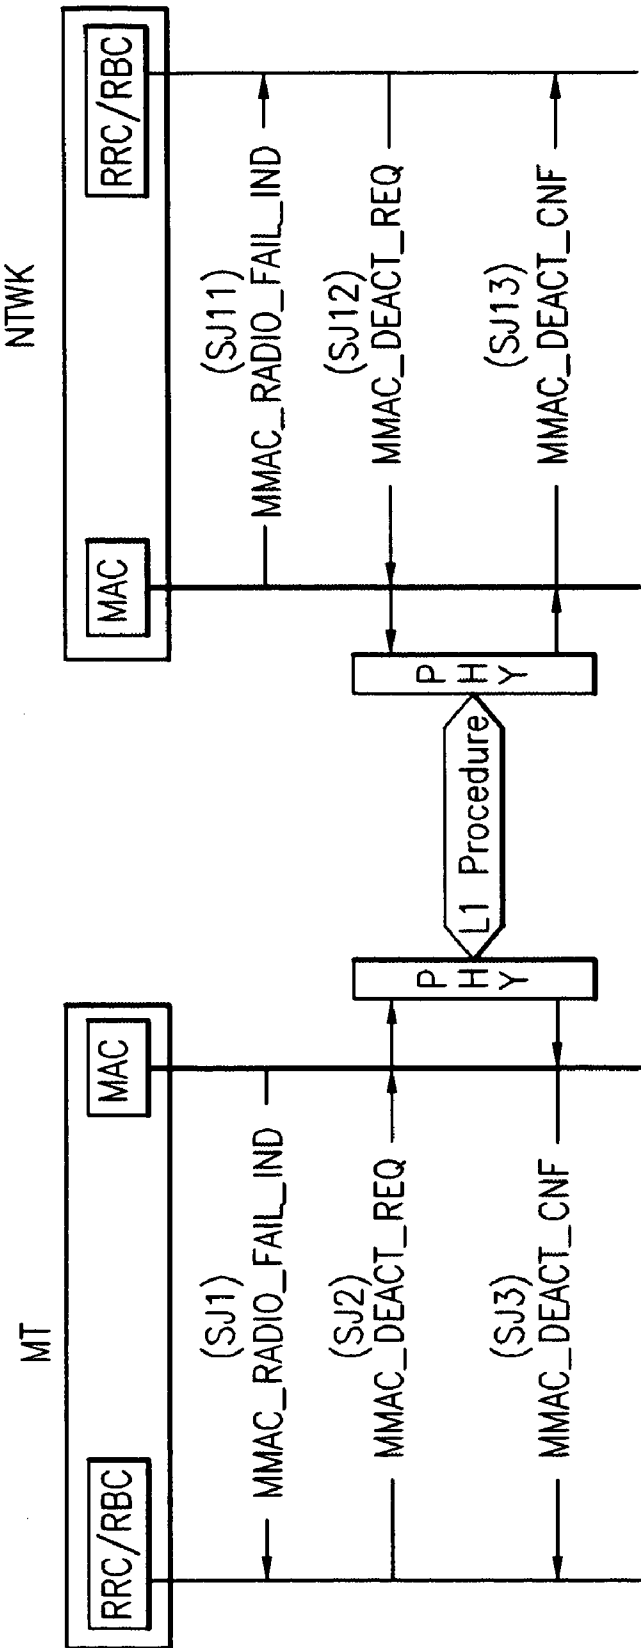 MT
NTWK
RRC/RBC
MAC
MAC
RRC/RBC
(SJ1)
MMAC_RADIO_FAIL_IND
(SJ11)
MMAC_RADIO_FAIL_IND
(SJ2)
MMAC_DEACT_REQ
(SJ12)
MMAC_DEACT_REQ
PHY
L1 Procedure
PHY
(SJ3)
MMAC_DEACT_CNF
(SJ13)
MMAC_DEACT_CNF